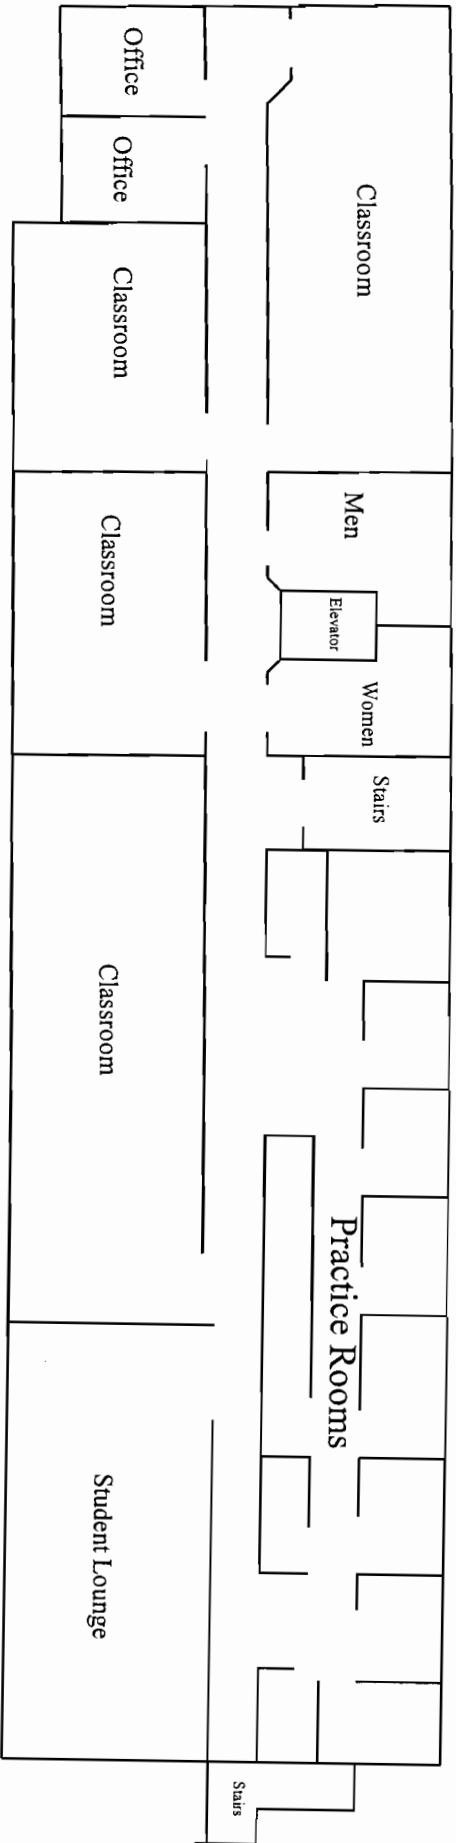 Office
Office
Classroom
Classroom
Classroom
Men
Elevator
Women
Stairs
Classroom
Practice Rooms
Student Lounge
Stairs